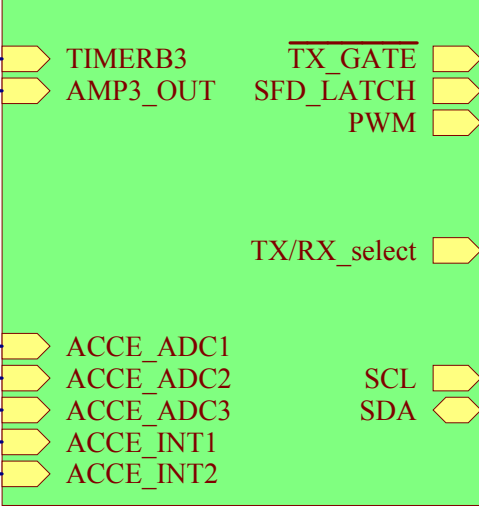 TIMERB3 TX_GATE
AMP3_OUT SFD_LATCH
PWM
TX/RX_select
ACCE_ADC1
ACCE_ADC2 SCL
ACCE_ADC3 SDA
ACCE_INT1
ACCE_INT2